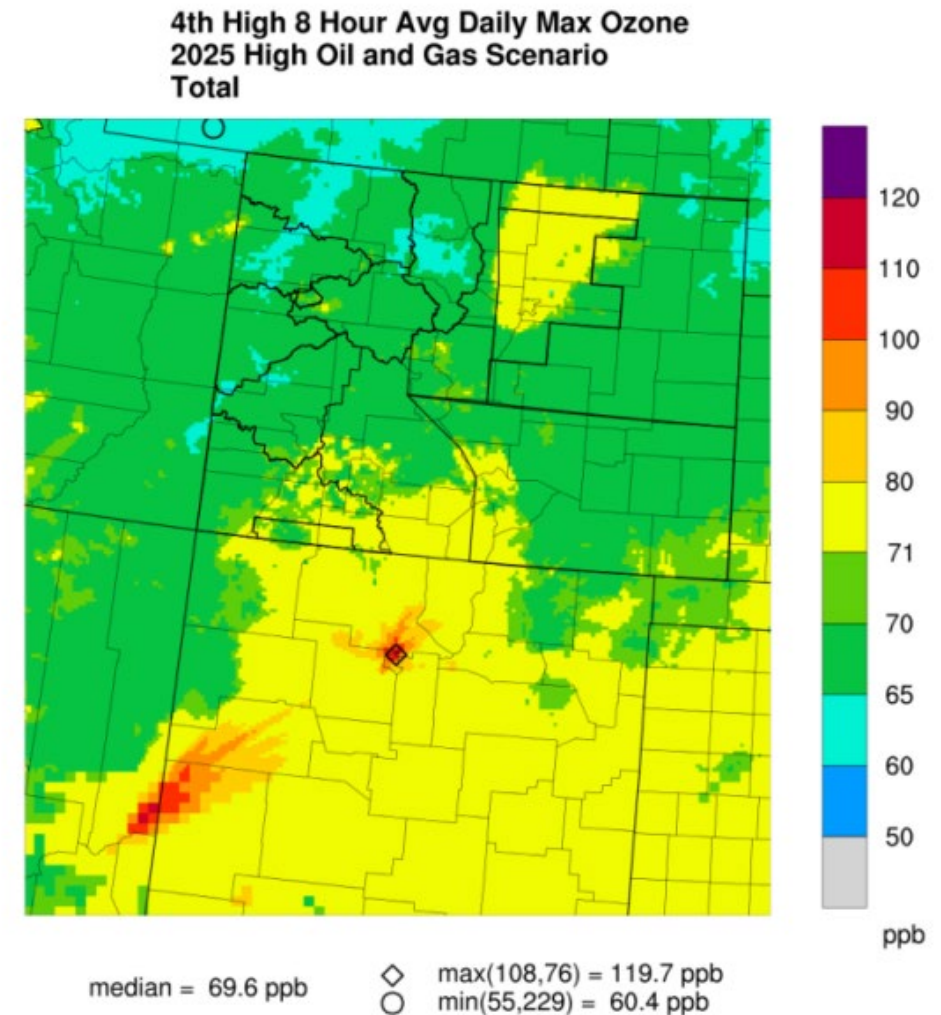 4th High 8 Hour Avg Daily Max Ozone
2025 High Oil and Gas Scenario
Total
120
110
100
90
80
71
70
65
60
50
ppb
median = 69.6 ppb
max(108,76) = 119.7 ppb
min(55,229) = 60.4 ppb